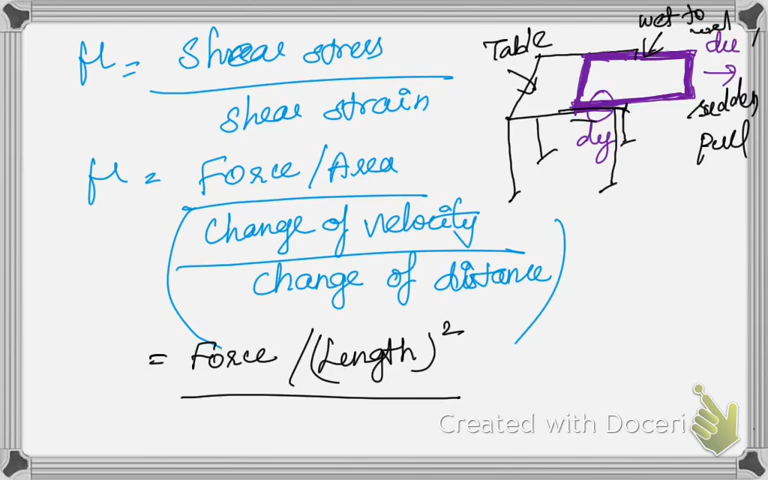 μ = Shear stress
shear strain
μ = Force / Area
change of velocity
change of distance
= Force / (Length)²
Table
wet to
du
sudden
pull
dy
Created with Doceri